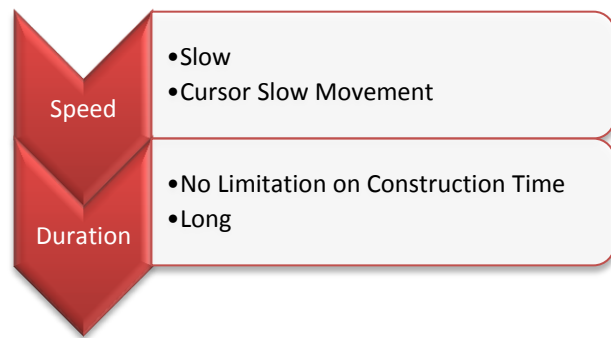 Speed
•Slow
•Cursor Slow Movement
Duration
•No Limitation on Construction Time
•Long